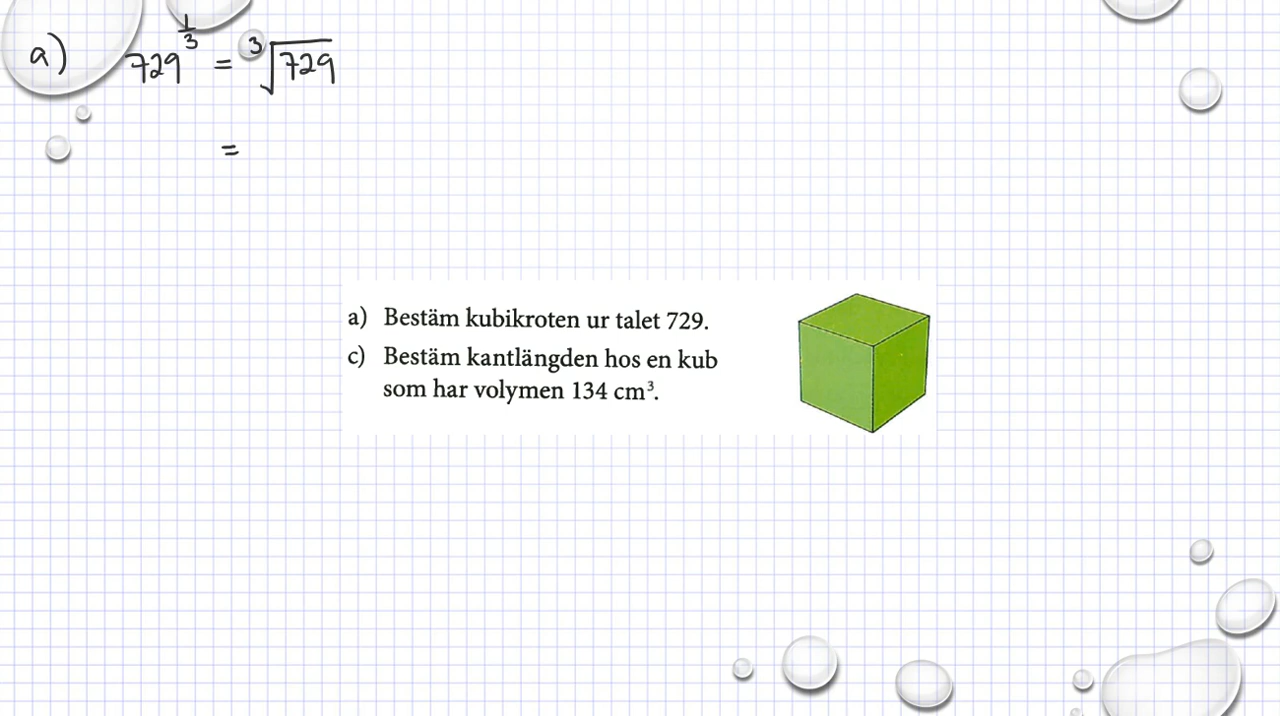 a) 729^{1/3} = ∛729
=
a) Bestäm kubikroten ur talet 729.
c) Bestäm kantlängden hos en kub
som har volymen 134 cm³.